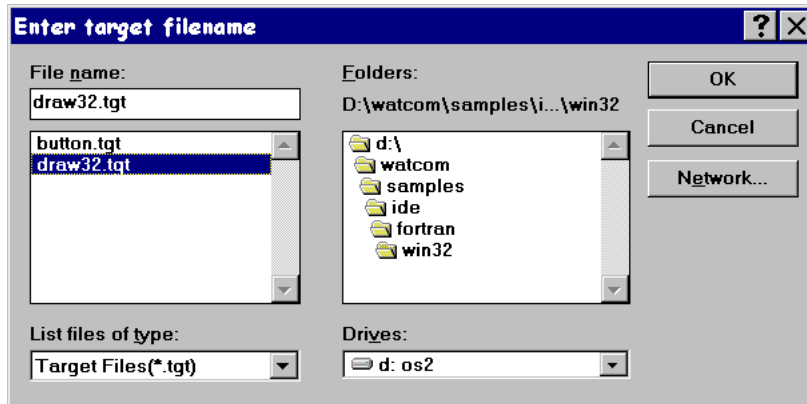 Enter target filename
File name:
draw32.tgt
button.tgt
draw32.tgt
List files of type:
Target Files(*.tgt)
Folders:
D:\watcom\samples\i...\win32
d:\
watcom
samples
ide
fortran
win32
Drives:
d: os2
OK
Cancel
Network...